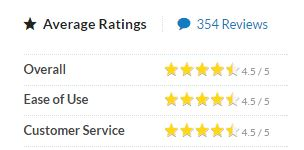 Average Ratings 354 Reviews
Overall 4.5 / 5
Ease of Use 4.5 / 5
Customer Service 4.5 / 5